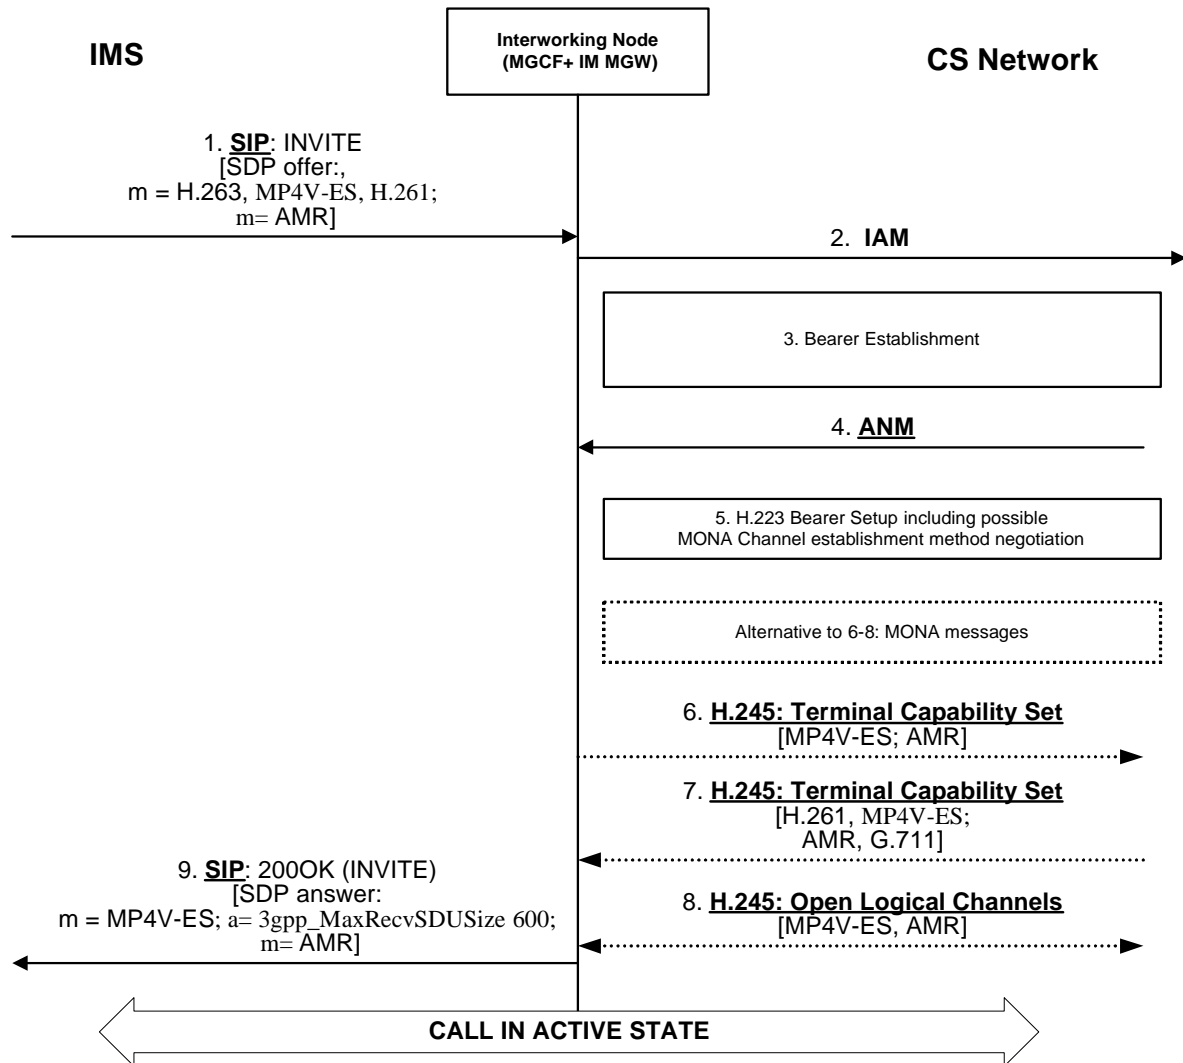 IMS
Interworking Node
(MGCF+ IM MGW)
CS Network
1. SIP: INVITE
[SDP offer:,
m = H.263, MP4V-ES, H.261;
m= AMR]
2. IAM
3. Bearer Establishment
4. ANM
5. H.223 Bearer Setup including possible
MONA Channel establishment method negotiation
Alternative to 6-8: MONA messages
6. H.245: Terminal Capability Set
[MP4V-ES; AMR]
7. H.245: Terminal Capability Set
[H.261, MP4V-ES;
AMR, G.711]
9. SIP: 200OK (INVITE)
[SDP answer:
m = MP4V-ES; a= 3gpp_MaxRecvSDUSize 600;
m= AMR]
8. H.245: Open Logical Channels
[MP4V-ES, AMR]
CALL IN ACTIVE STATE